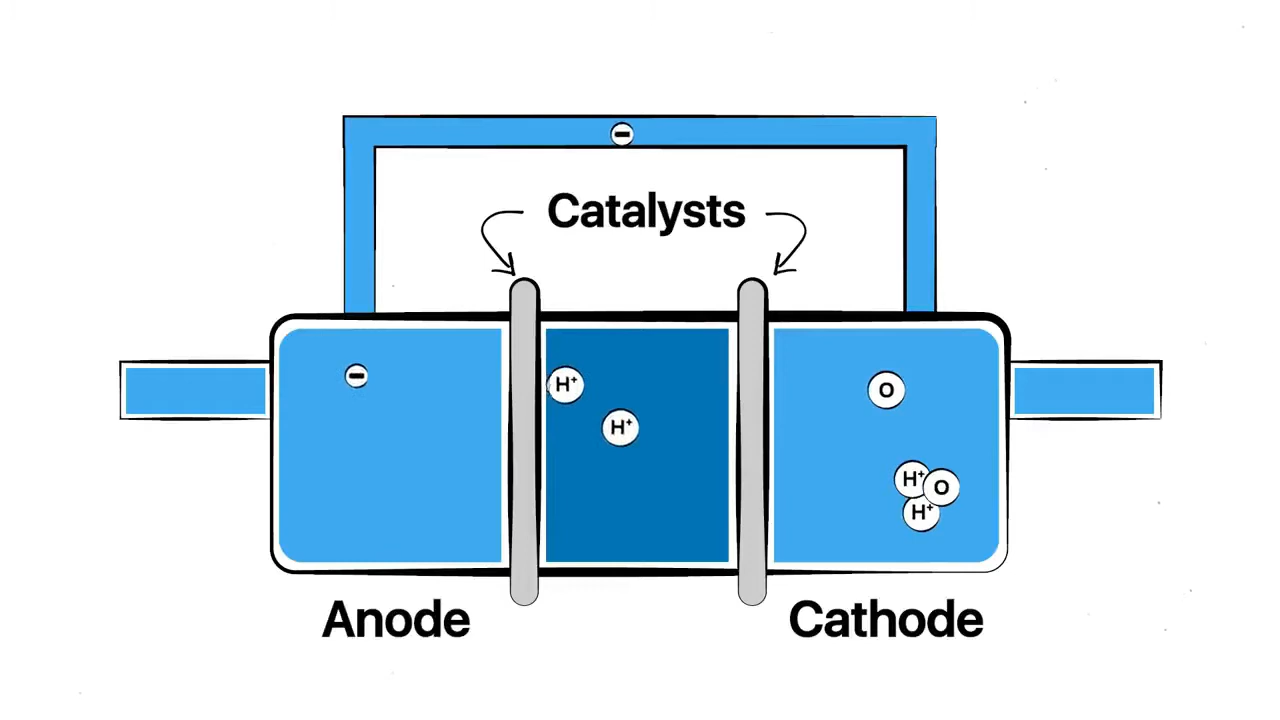 Catalysts
H⁺
O
H⁺
H⁺
O
H⁺
Anode
Cathode